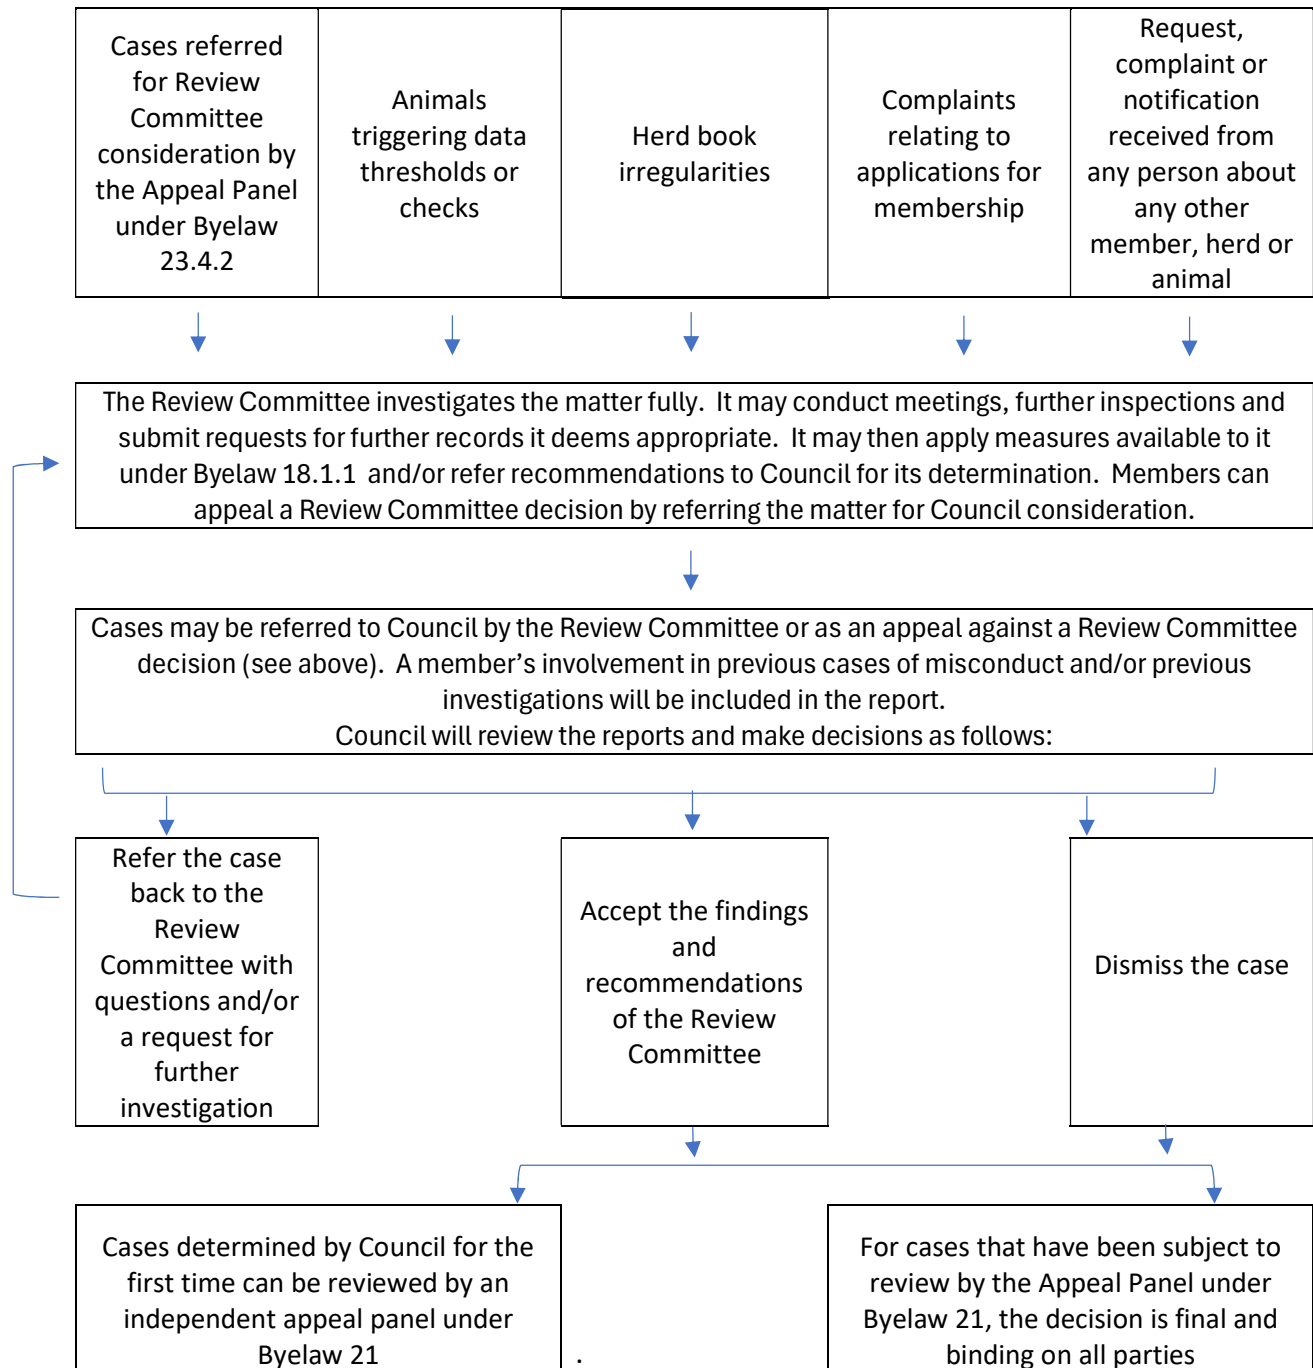 Cases referred
for Review
Committee
consideration by
the Appeal Panel
under Byelaw
23.4.2
Animals
triggering data
thresholds or
checks
Herd book
irregularities
Complaints
relating to
applications for
membership
Request,
complaint or
notification
received from
any person about
any other
member, herd or
animal
The Review Committee investigates the matter fully. It may conduct meetings, further inspections and
submit requests for further records it deems appropriate. It may then apply measures available to it
under Byelaw 18.1.1 and/or refer recommendations to Council for its determination. Members can
appeal a Review Committee decision by referring the matter for Council consideration.
Cases may be referred to Council by the Review Committee or as an appeal against a Review Committee
decision (see above). A member’s involvement in previous cases of misconduct and/or previous
investigations will be included in the report.
Council will review the reports and make decisions as follows:
Refer the case
back to the
Review
Committee with
questions and/or
a request for
further
investigation
Accept the findings
and
recommendations
of the Review
Committee
Dismiss the case
Cases determined by Council for the
first time can be reviewed by an
independent appeal panel under
Byelaw 21
.
For cases that have been subject to
review by the Appeal Panel under
Byelaw 21, the decision is final and
binding on all parties